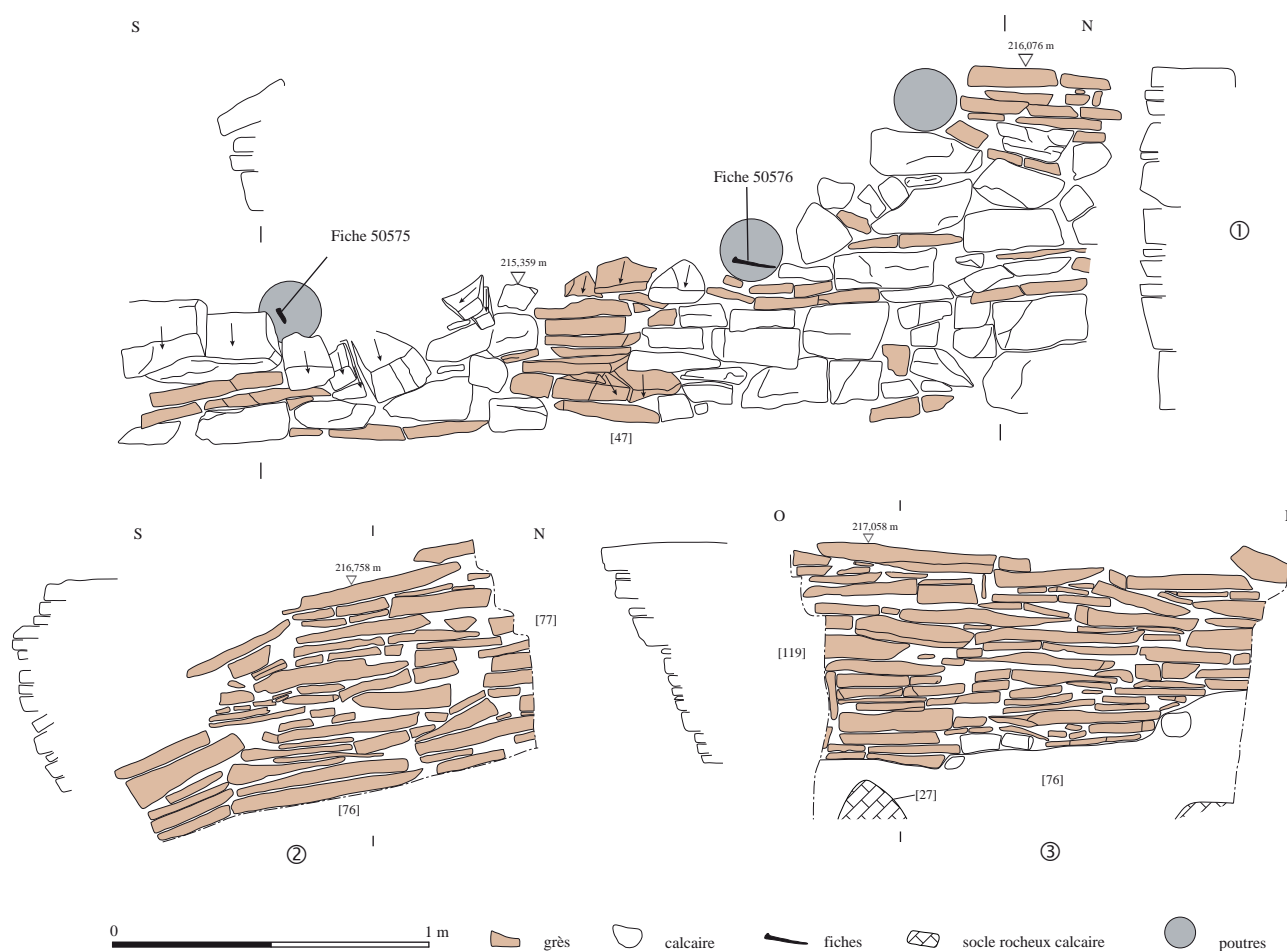 S
N
216,076 m
Fiche 50576
Fiche 50575
①
215,359 m
[47]
S
N
O
217,058 m
216,758 m
[77]
[119]
[76]
[27]
[76]
②
③
0
1 m
grès
calcaire
fiches
socle rocheux calcaire
poutres